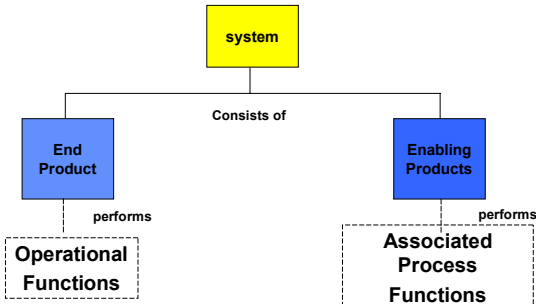 system
Consists of
End
Product
Enabling
Products
performs
performs
Operational
Functions
Associated
Process
Functions